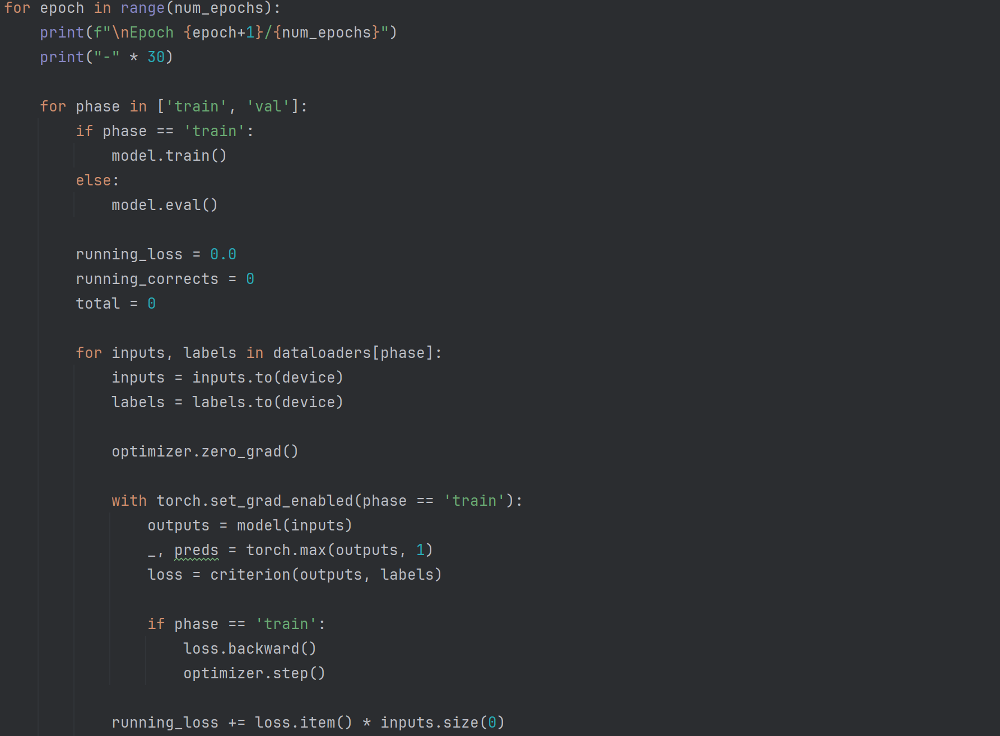 for epoch in range(num_epochs):
    print(f"\nEpoch {epoch+1}/{num_epochs}")
    print("-" * 30)

    for phase in ['train', 'val']:
        if phase == 'train':
            model.train()
        else:
            model.eval()

        running_loss = 0.0
        running_corrects = 0
        total = 0

        for inputs, labels in dataloaders[phase]:
            inputs = inputs.to(device)
            labels = labels.to(device)

            optimizer.zero_grad()

            with torch.set_grad_enabled(phase == 'train'):
                outputs = model(inputs)
                _, preds = torch.max(outputs, 1)
                loss = criterion(outputs, labels)

                if phase == 'train':
                    loss.backward()
                    optimizer.step()

            running_loss += loss.item() * inputs.size(0)